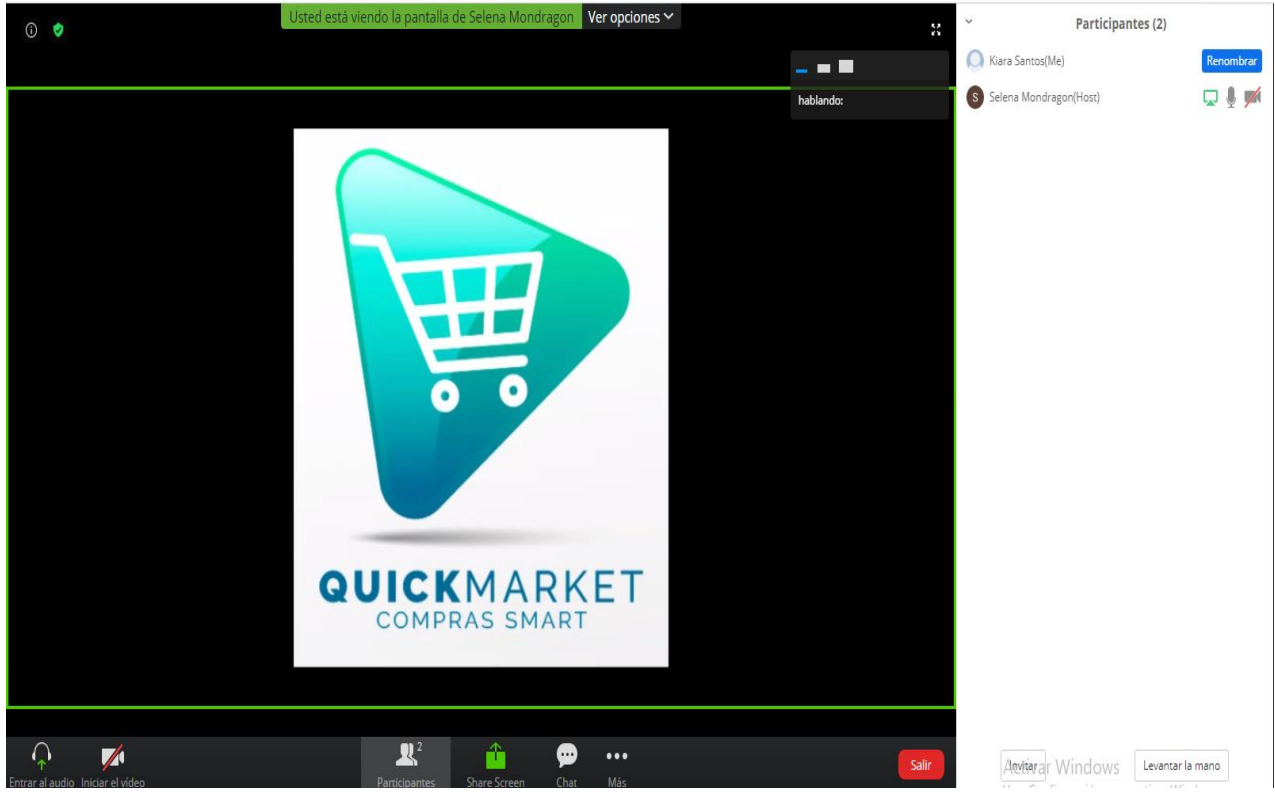 Usted está viendo la pantalla de Selena Mondragon Ver opciones
hablando:
QUICKMARKET
COMPRAS SMART
Participantes (2)
Kiara Santos(Me) Renombrar
S Selena Mondragon(Host)
Entrar al audio Iniciar el vídeo Participantes 2 Share Screen Chat Más Salir
Invitar Levantar la mano
Activar Windows